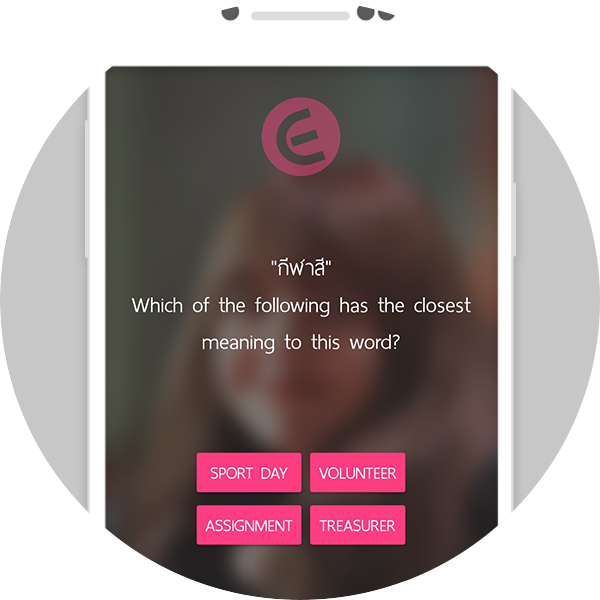 "กีฬาสี"
Which of the following has the closest
meaning to this word?
SPORT DAY
VOLUNTEER
ASSIGNMENT
TREASURER